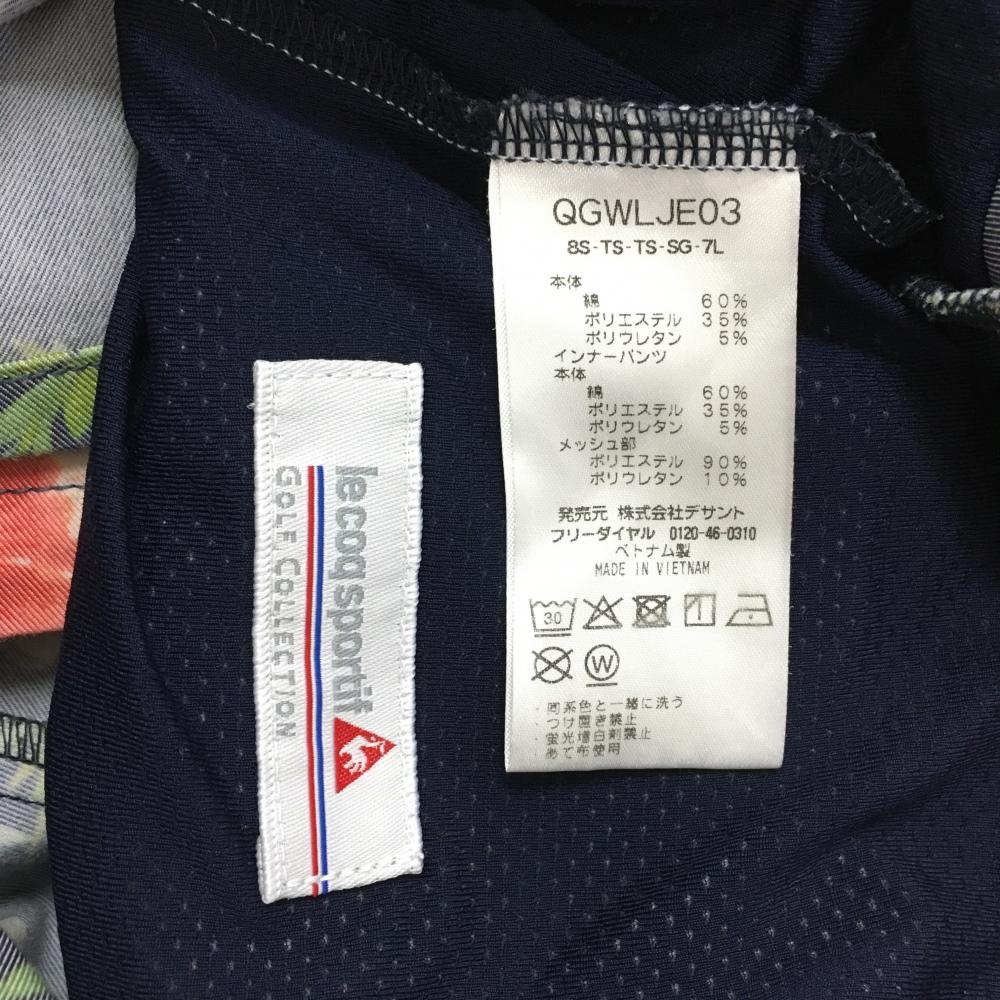 QGWLJE03
8S-TS-TS-SG-7L
本体
綿 60%
ポリエステル 35%
ポリウレタン 5%
インナーパンツ
本体
綿 60%
ポリエステル 35%
ポリウレタン 5%
メッシュ部
ポリエステル 90%
ポリウレタン 10%
発売元 株式会社デサント
フリーダイヤル 0120-46-0310
ベトナム製
MADE IN VIETNAM
30
W
・同系色と一緒に洗う
・つけ置き禁止
・蛍光増白剤禁止
・あて布使用
le coq sportif
GOLF COLLECTION